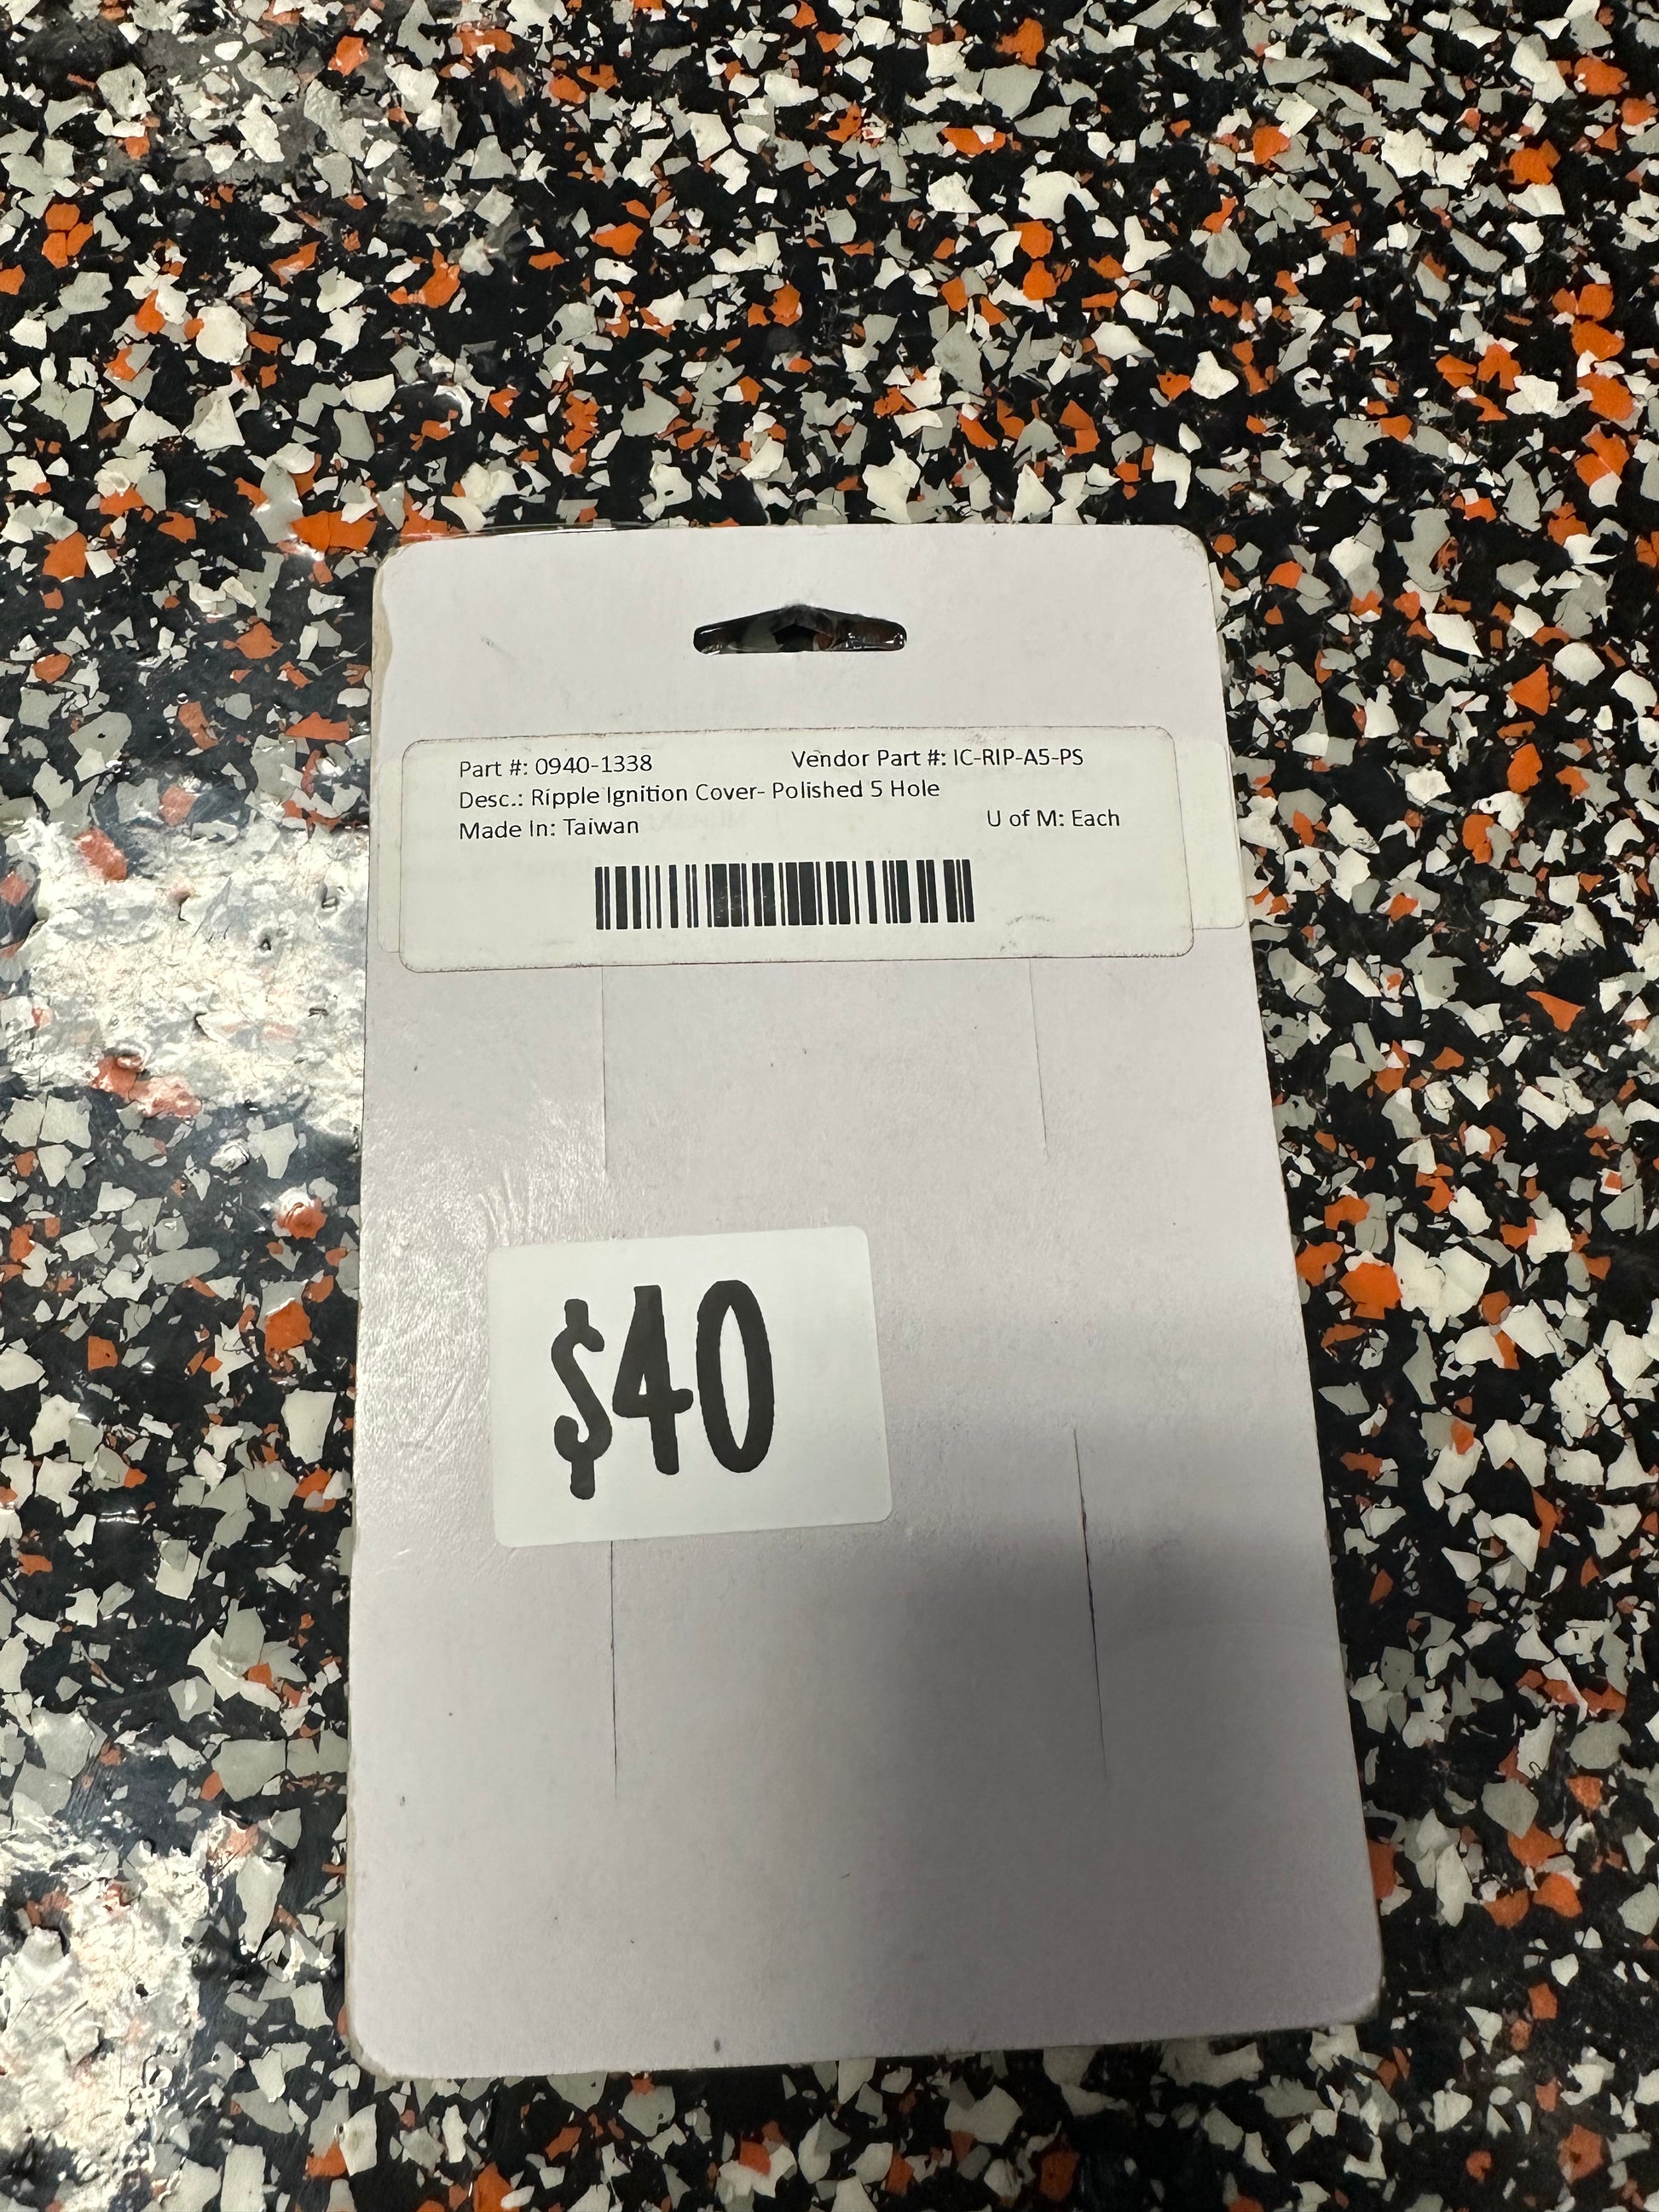 Part #: 0940-1338 Vendor Part #: IC-RIP-A5-PS
Desc.: Ripple Ignition Cover- Polished 5 Hole
Made In: Taiwan U of M: Each
$40